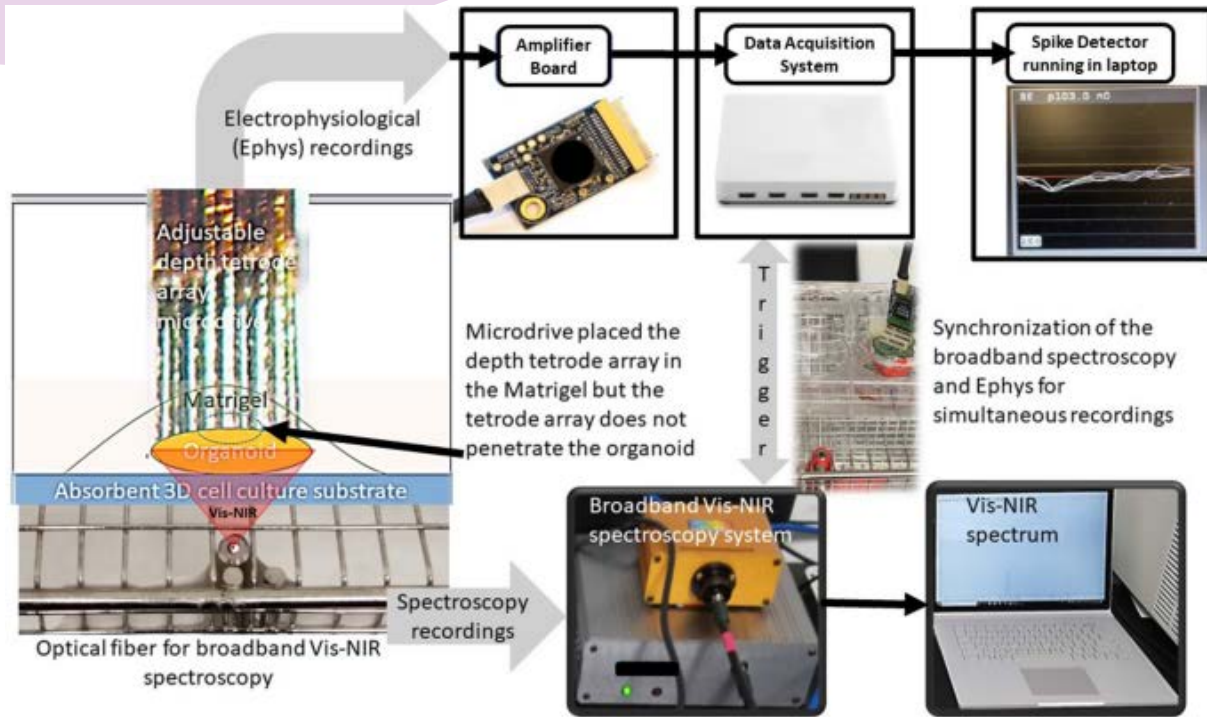 Amplifier
Board
Data Acquisition
System
Spike Detector
running in laptop
Electrophysiological
(Ephys) recordings
Adjustable
depth tetrode
array
microdrive
Matrigel
Organoid
Absorbent 3D cell culture substrate
Vis-NIR
Microdrive placed the
depth tetrode array in
the Matrigel but the
tetrode array does not
penetrate the organoid
Trigger
Synchronization of the
broadband spectroscopy
and Ephys for
simultaneous recordings
Optical fiber for broadband Vis-NIR
spectroscopy
Spectroscopy
recordings
Broadband Vis-NIR
spectroscopy system
Vis-NIR
spectrum